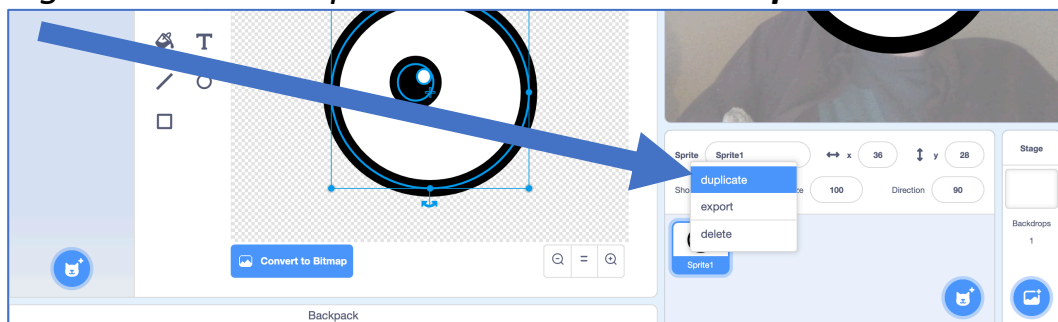 T
Sprite Sprite1 ↔ x 36 ↕ y 28
Stage
duplicate
100 Direction 90
export
delete
Backdrops
1
Sprite1
Convert to Bitmap
=
Backpack